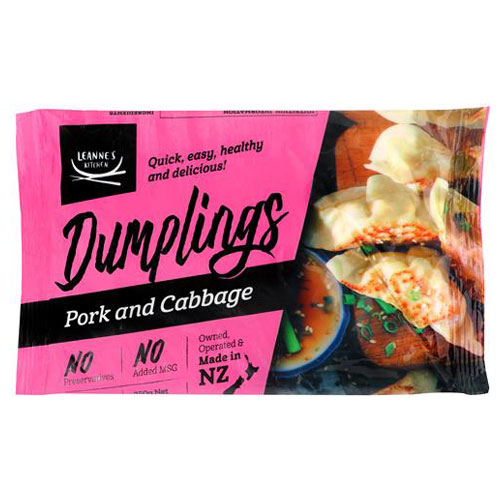 LEANNE'S
KITCHEN
Quick, easy, healthy
and delicious!
Dumplings
Pork and Cabbage
NO
Preservatives
NO
Added MSG
Owned,
Operated &
Made in
NZ